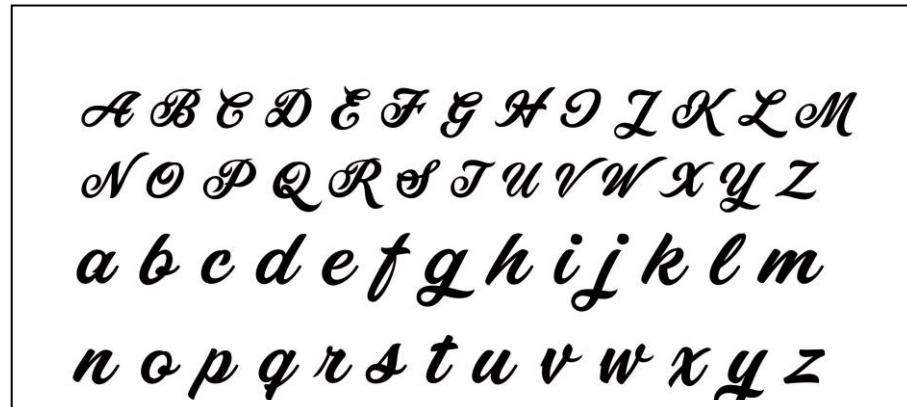 A B C D E F G H I J K L M
N O P Q R S T U V W X Y Z
a b c d e f g h i j k l m
n o p q r s t u v w x y z